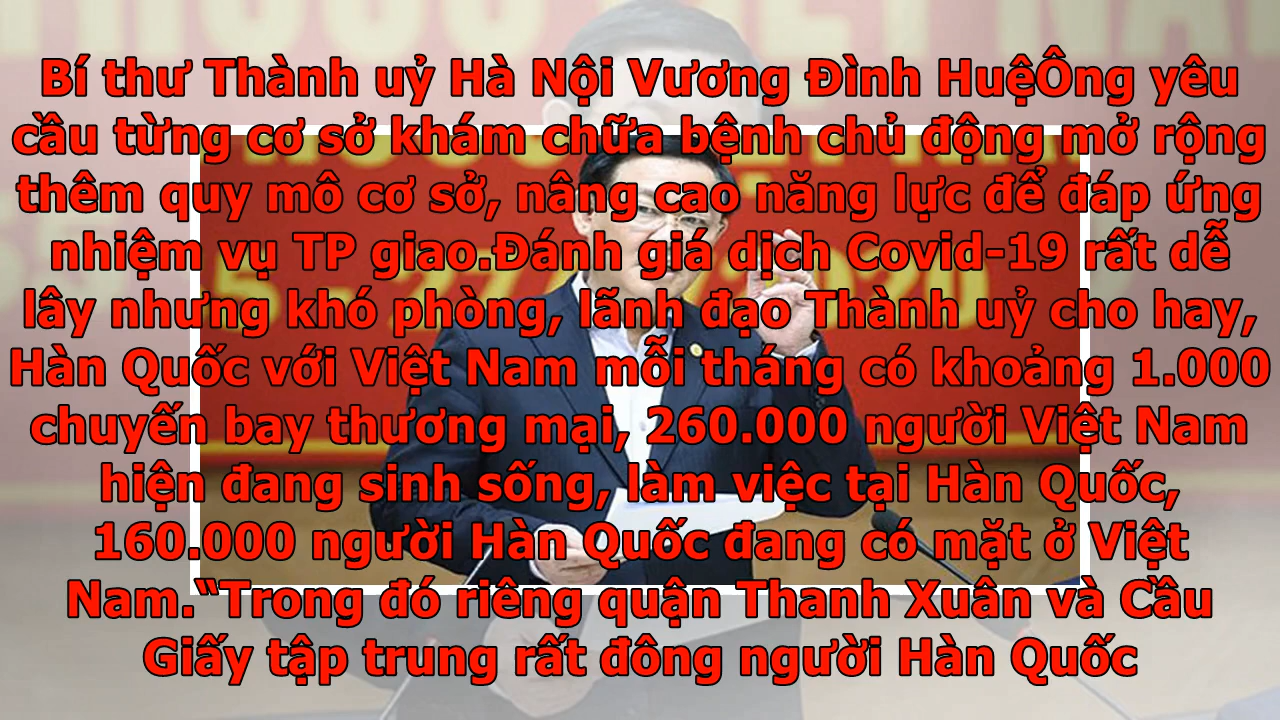 Bí thư Thành uỷ Hà Nội Vương Đình HuệÔng yêu
cầu từng cơ sở khám chữa bệnh chủ động mở rộng
thêm quy mô cơ sở, nâng cao năng lực để đáp ứng
nhiệm vụ TP giao.Đánh giá dịch Covid-19 rất dễ
lây nhưng khó phòng, lãnh đạo Thành uỷ cho hay,
Hàn Quốc với Việt Nam mỗi tháng có khoảng 1.000
chuyến bay thương mại, 260.000 người Việt Nam
hiện đang sinh sống, làm việc tại Hàn Quốc,
160.000 người Hàn Quốc đang có mặt ở Việt
Nam.“Trong đó riêng quận Thanh Xuân và Cầu
Giấy tập trung rất đông người Hàn Quốc